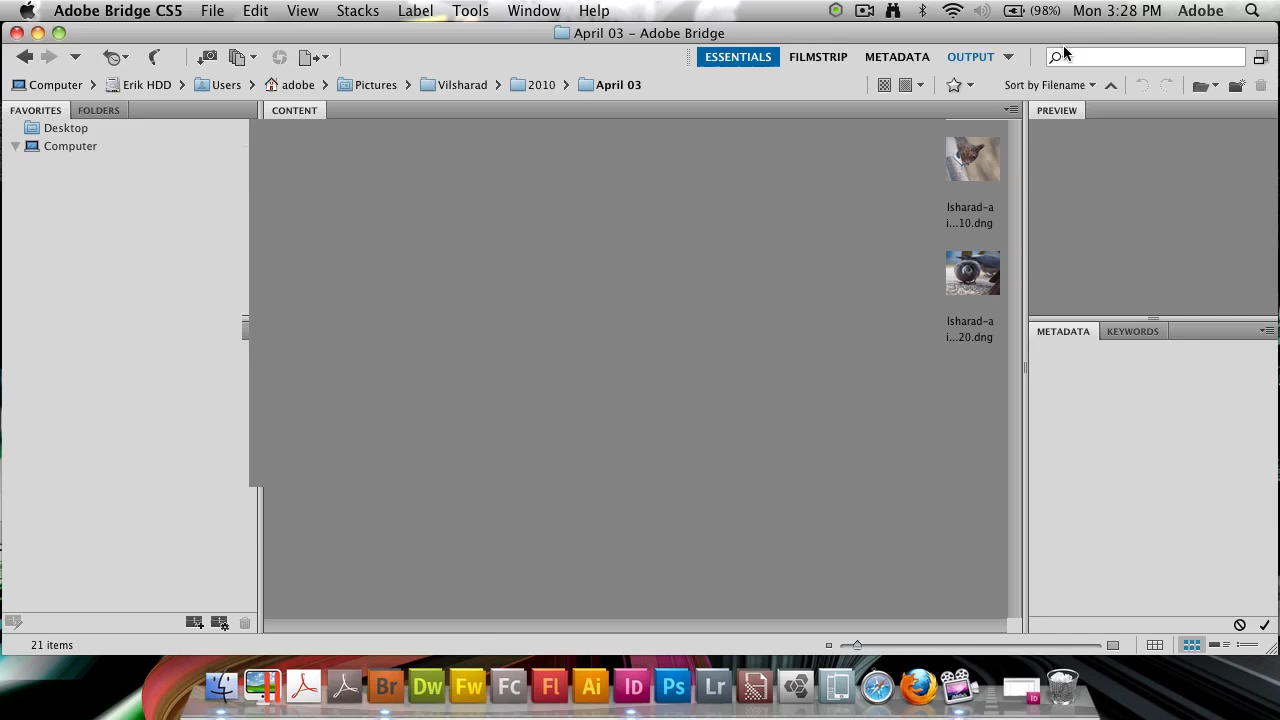 Adobe Bridge CS5 File Edit View Stacks Label Tools Window Help (98%) Mon 3:28 PM Adobe
April 03 – Adobe Bridge
ESSENTIALS FILMSTRIP METADATA OUTPUT
Computer Erik HDD Users adobe Pictures Vilsharad 2010 April 03 Sort by Filename
FAVORITES FOLDERS CONTENT PREVIEW
Desktop
Computer
lsharad-a
i...10.dng
lsharad-a
i...20.dng
METADATA KEYWORDS
21 items
Br Dw Fw Fc Fl Ai Id Ps Lr
Id